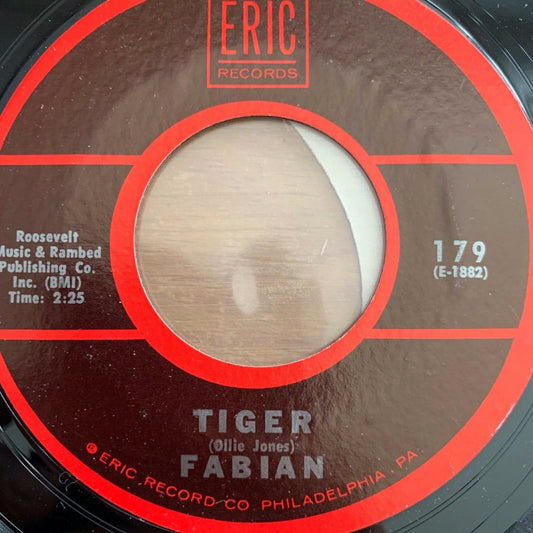 ERIC
RECORDS
Roosevelt
Music & Rambed
Publishing Co.
Inc. (BMI)
Time: 2:25
179
(E-1882)
TIGER
(Ollie Jones)
FABIAN
© ERIC RECORD CO. PHILADELPHIA, PA.